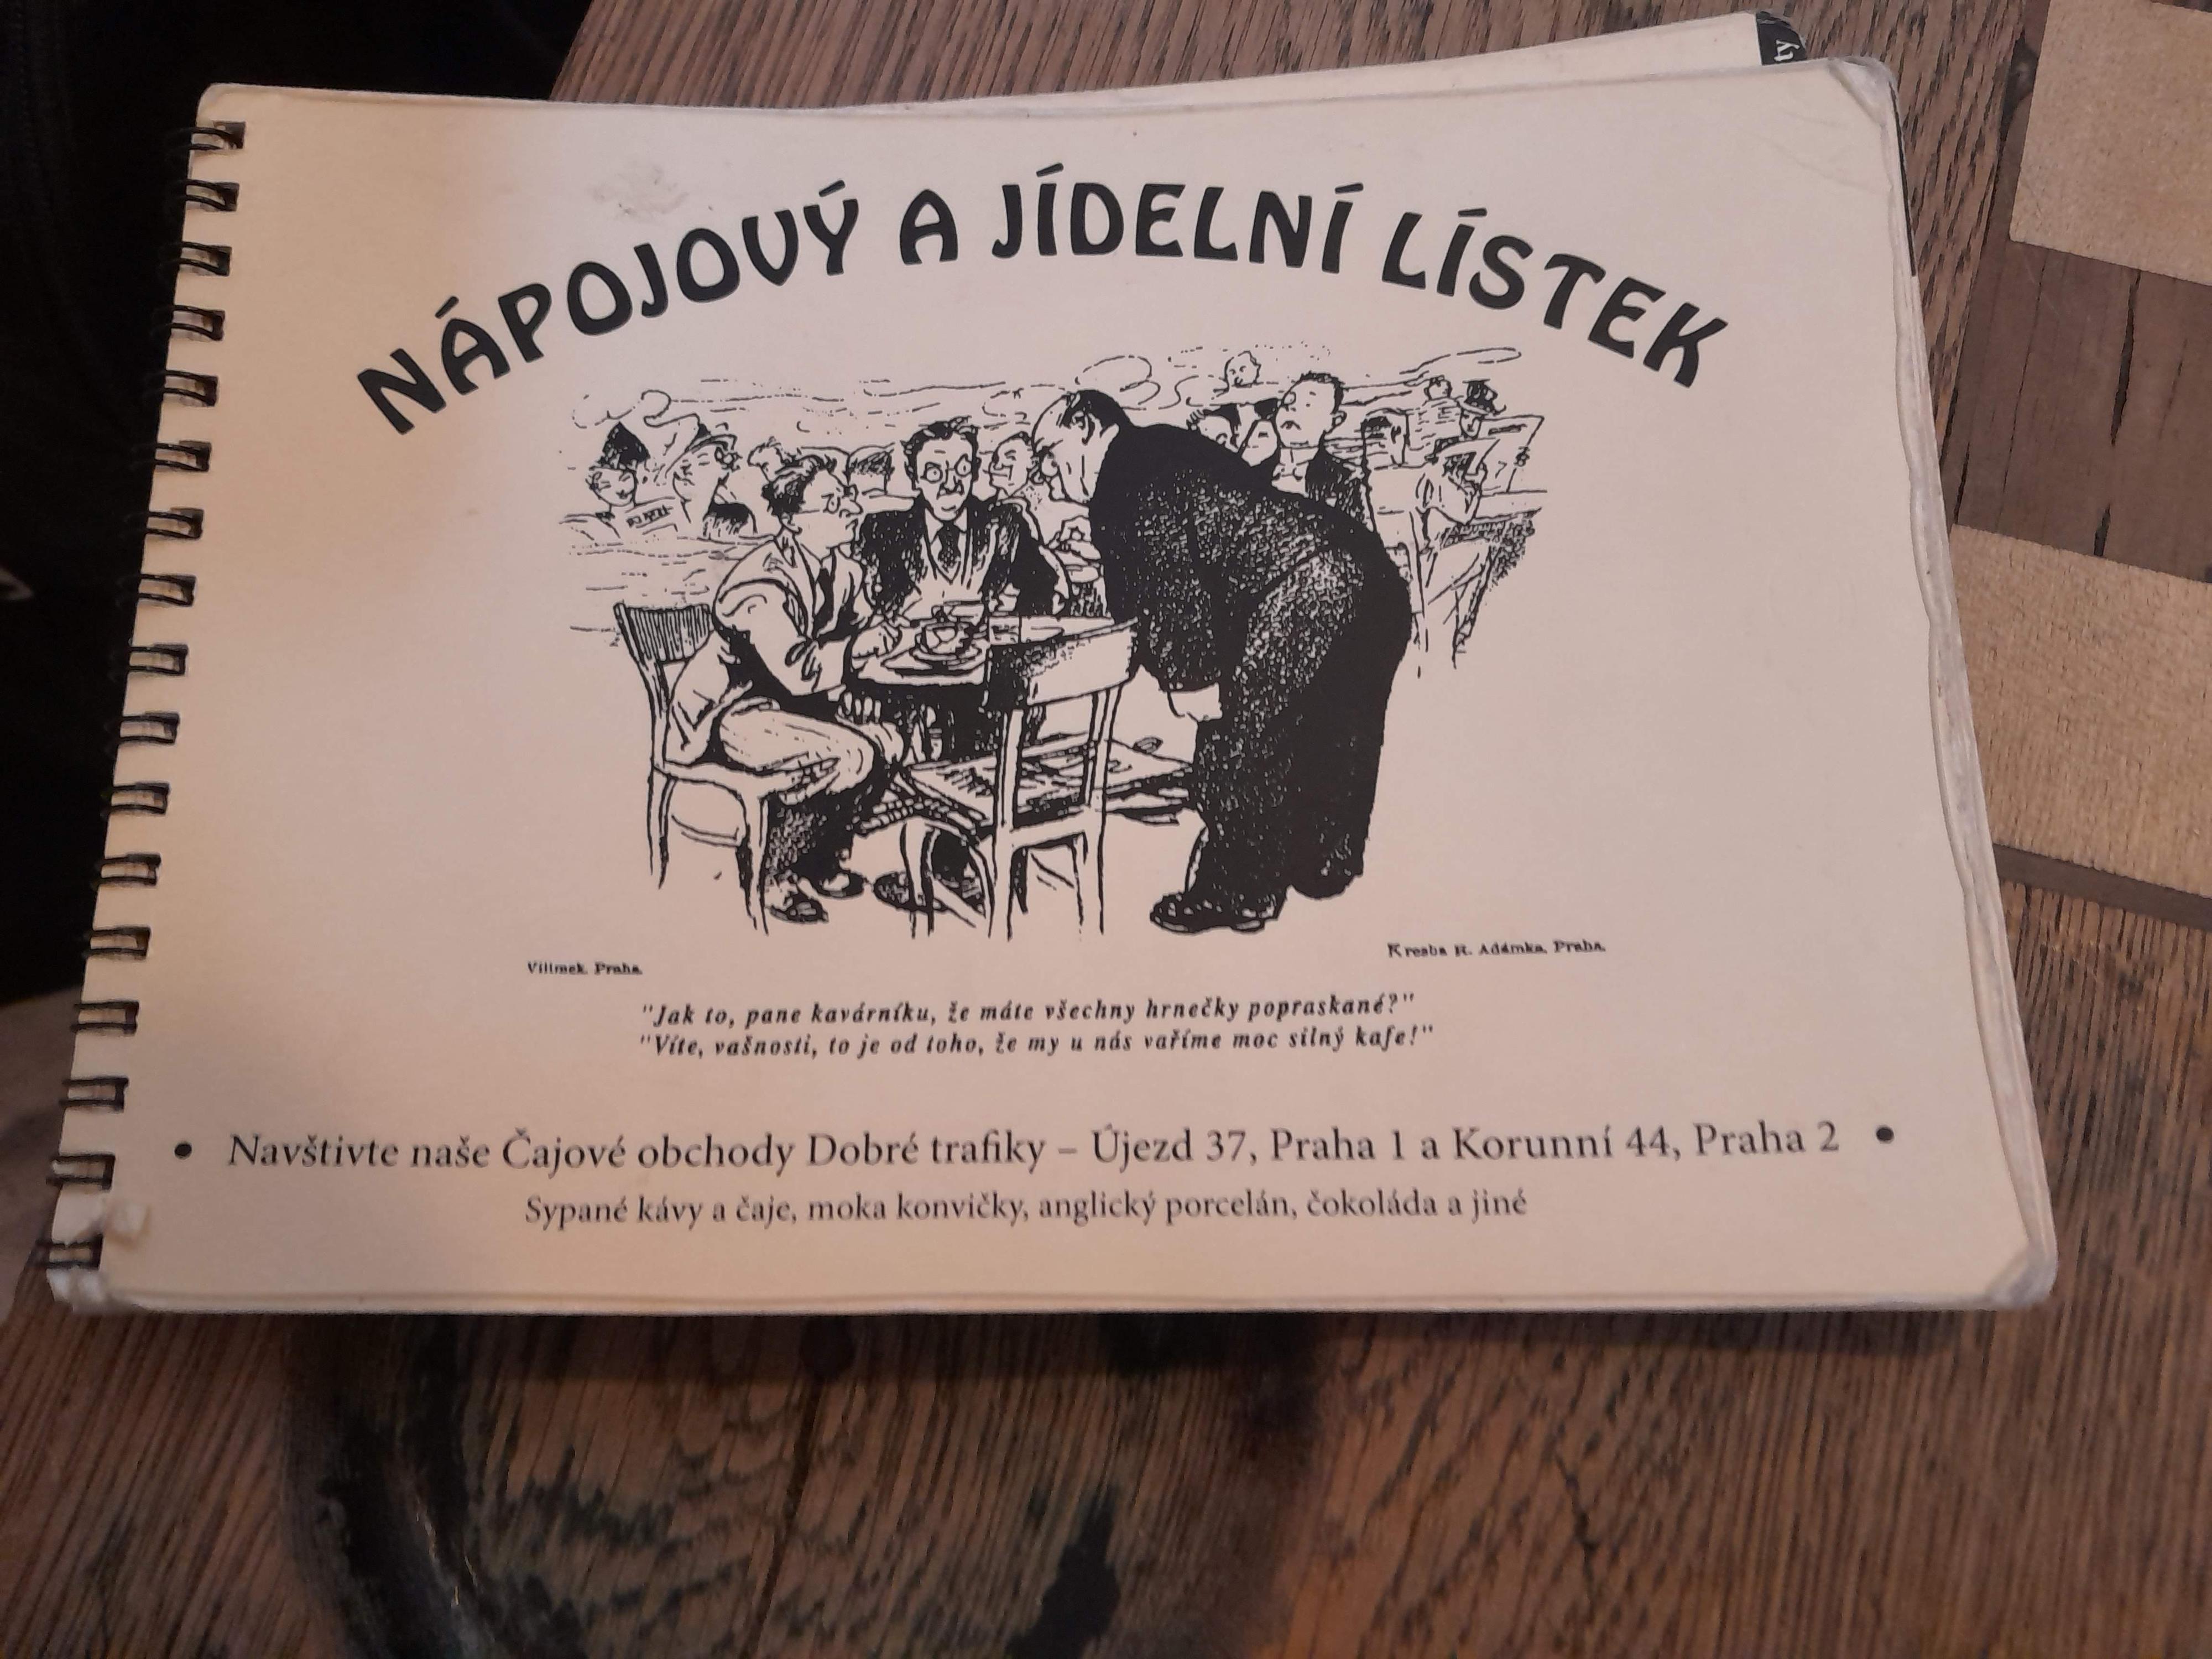 ty
NÁPOJOVÝ A JÍDELNÍ LÍSTEK
Vilímek, Praha.
Kresba R. Adámka, Praha.
"Jak to, pane kavárníku, že máte všechny hrnečky popraskané?"
"Víte, vašnosti, to je od toho, že my u nás vaříme moc silný kafe!"
• Navštivte naše Čajové obchody Dobré trafiky – Újezd 37, Praha 1 a Korunní 44, Praha 2 •
Sypané kávy a čaje, moka konvičky, anglický porcelán, čokoláda a jiné